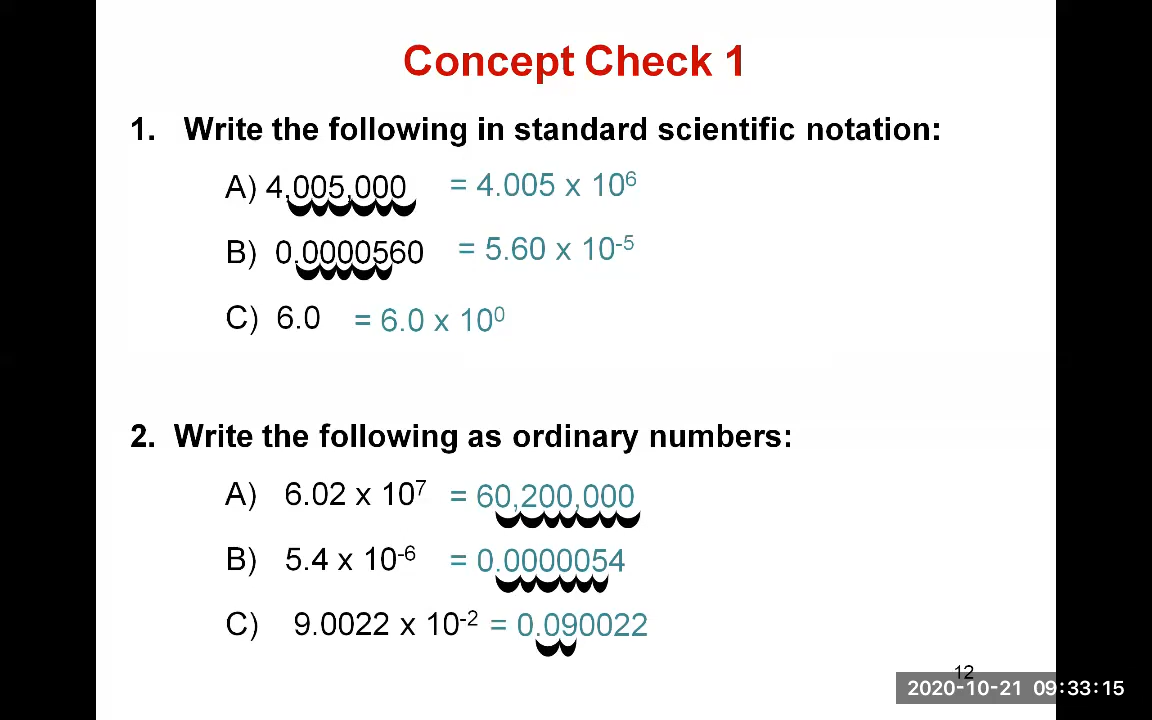 Concept Check 1
1. Write the following in standard scientific notation:
A) 4,005,000 = 4.005 x 10⁶
B) 0.0000560 = 5.60 x 10⁻⁵
C) 6.0 = 6.0 x 10⁰
2. Write the following as ordinary numbers:
A) 6.02 x 10⁷ = 60,200,000
B) 5.4 x 10⁻⁶ = 0.0000054
C) 9.0022 x 10⁻² = 0.090022
12
2020-10-21 09:33:15